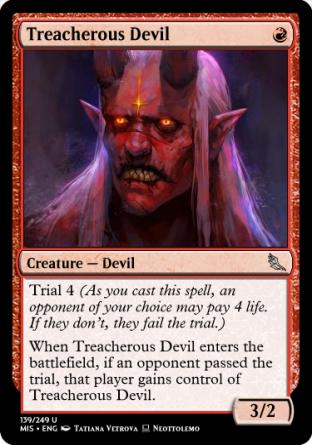 Treacherous Devil
Creature — Devil
Trial 4 (As you cast this spell, an
opponent of your choice may pay 4 life.
If they don't, they fail the trial.)
When Treacherous Devil enters the
battlefield, if an opponent passed the
trial, that player gains control of
Treacherous Devil.
3/2
139/249 U
MIS • ENG Tatiana Vetrova & Neottolemo